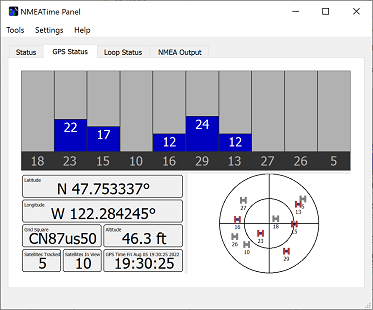 NMEATime Panel
Tools Settings Help
Status GPS Status Loop Status NMEA Output
22 17 12 24 12
18 23 15 10 16 29 13 27 26 5
Latitude
N 47.753337º
Longitude
W 122.284245º
Grid Square Altitude
CN87us50 46.3 ft
Satellites Tracked Satellites In View GPS Time Fri Aug 05 19:30:25 2022
5 10 19:30:25
27 5
13
16 18 15
26 23
10
29